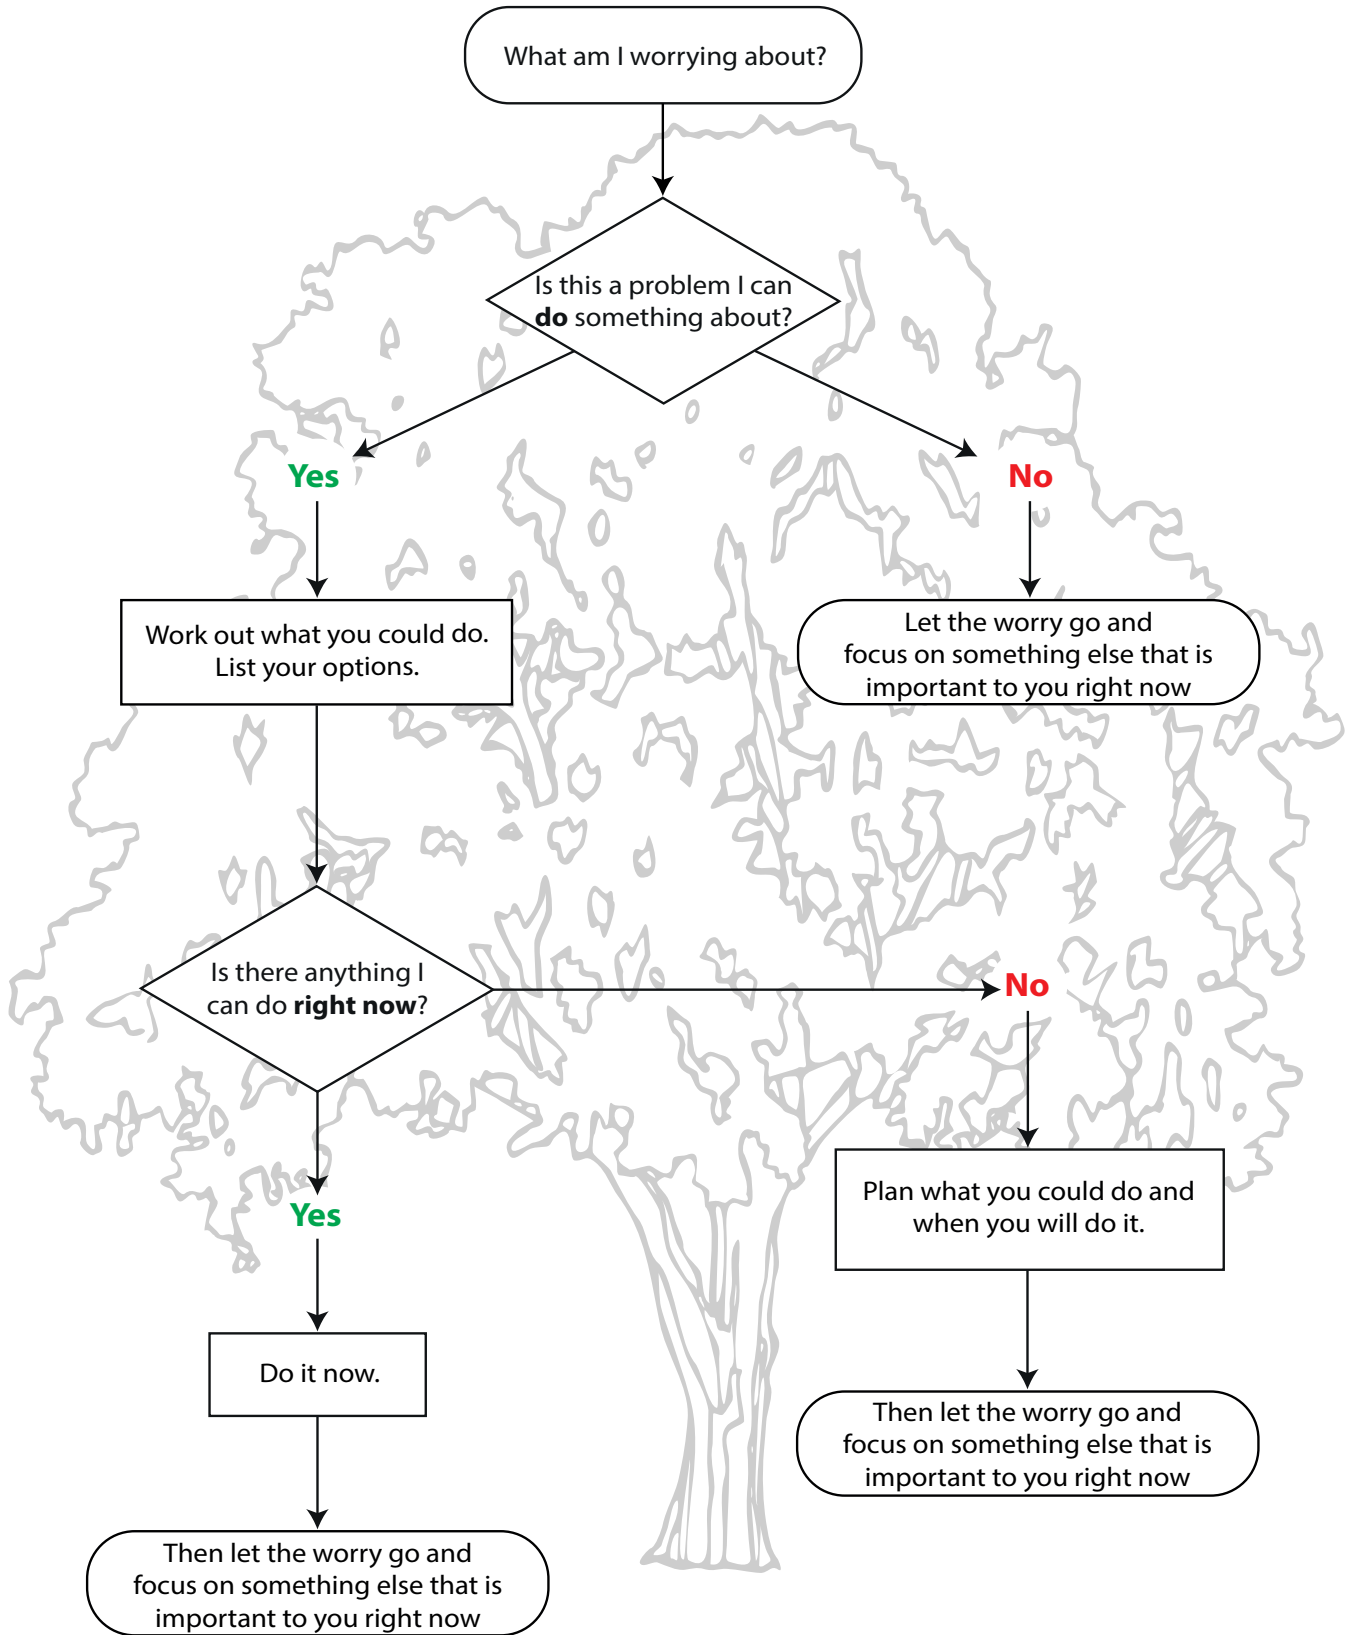 What am I worrying about?
Is this a problem I can
do something about?
Yes
No
Work out what you could do.
List your options.
Let the worry go and
focus on something else that is
important to you right now
Is there anything I
can do right now?
No
Yes
Plan what you could do and
when you will do it.
Do it now.
Then let the worry go and
focus on something else that is
important to you right now
Then let the worry go and
focus on something else that is
important to you right now